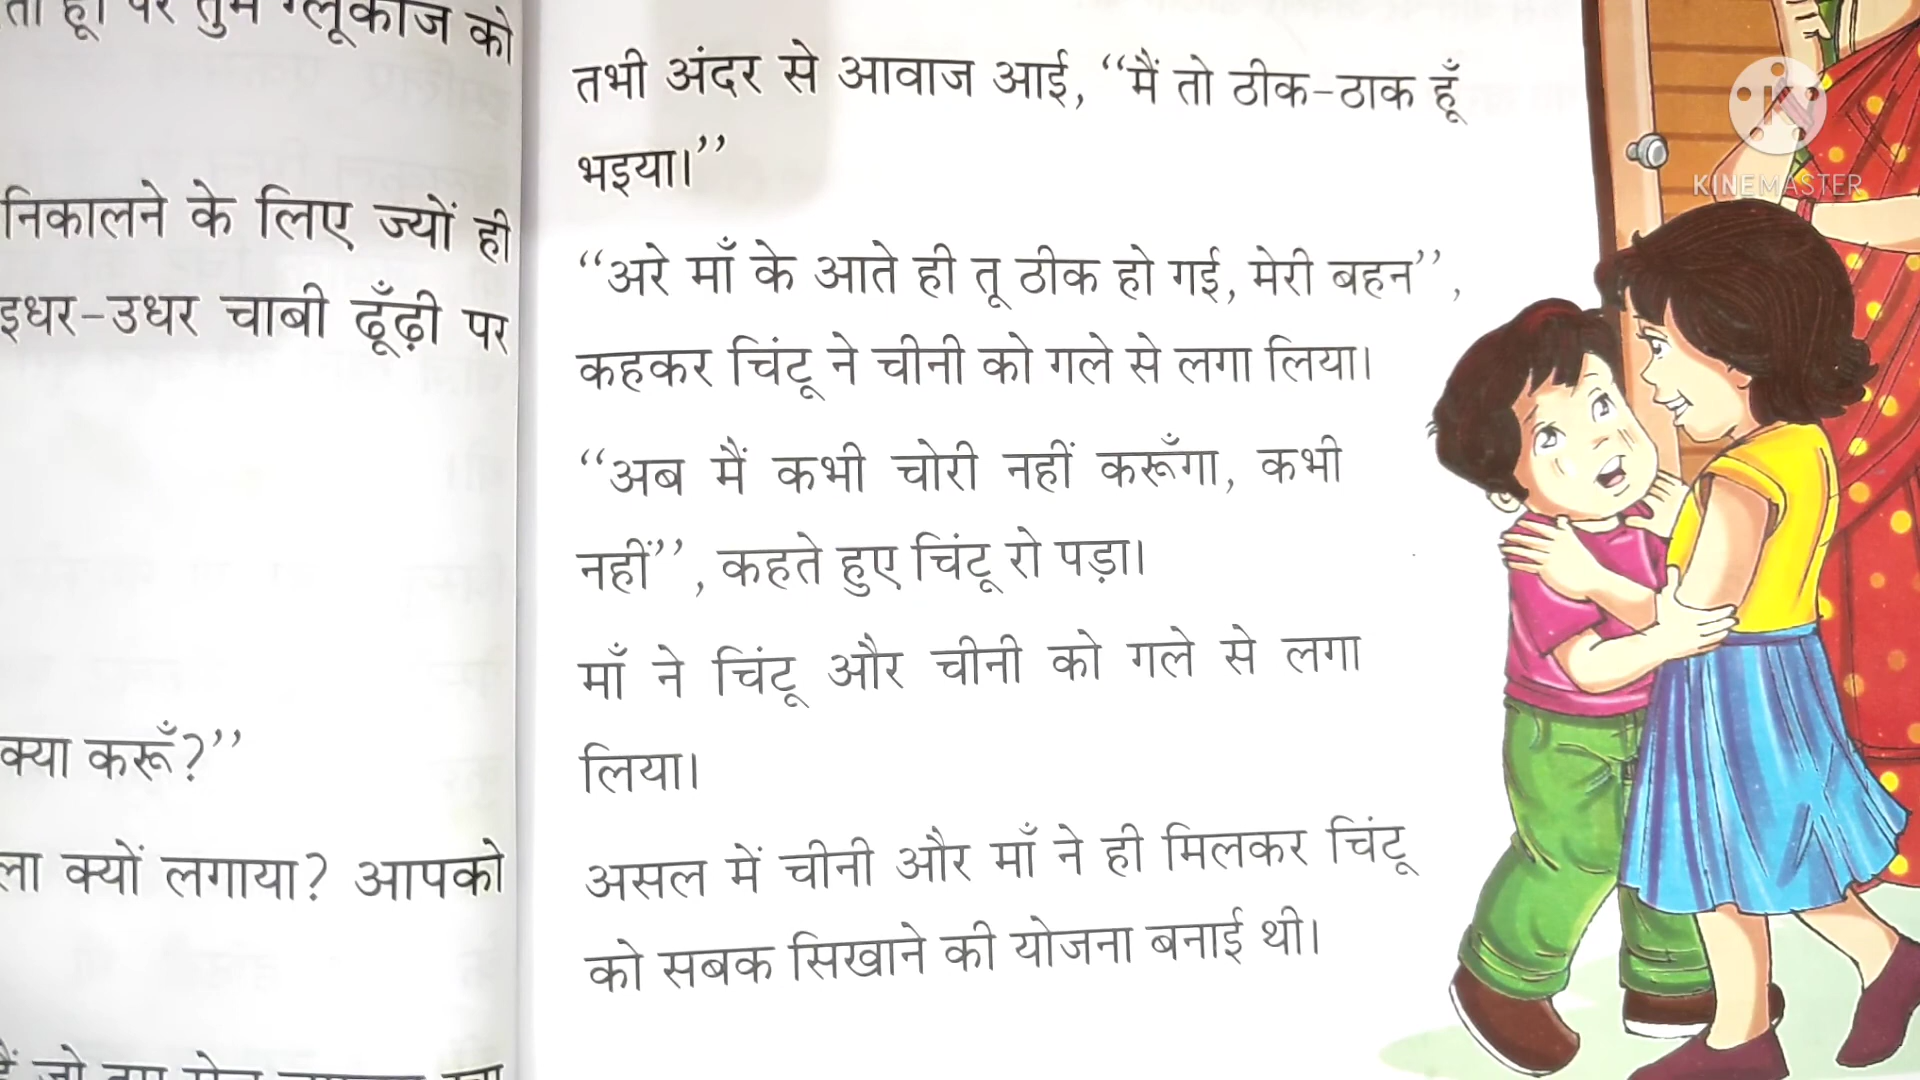 पर तुम ग्लूकोज को
निकालने के लिए ज्यों ही
इधर-उधर चाबी ढूँढ़ी पर
क्या करूँ?’’
क्यों लगाया? आपको
तभी अंदर से आवाज आई, ‘‘मैं तो ठीक-ठाक हूँ
भइया।’’
‘‘अरे माँ के आते ही तू ठीक हो गई, मेरी बहन’’,
कहकर चिंटू ने चीनी को गले से लगा लिया।
‘‘अब मैं कभी चोरी नहीं करूँगा, कभी
नहीं’’, कहते हुए चिंटू रो पड़ा।
माँ ने चिंटू और चीनी को गले से लगा
लिया।
असल में चीनी और माँ ने ही मिलकर चिंटू
को सबक सिखाने की योजना बनाई थी।
KINEMASTER